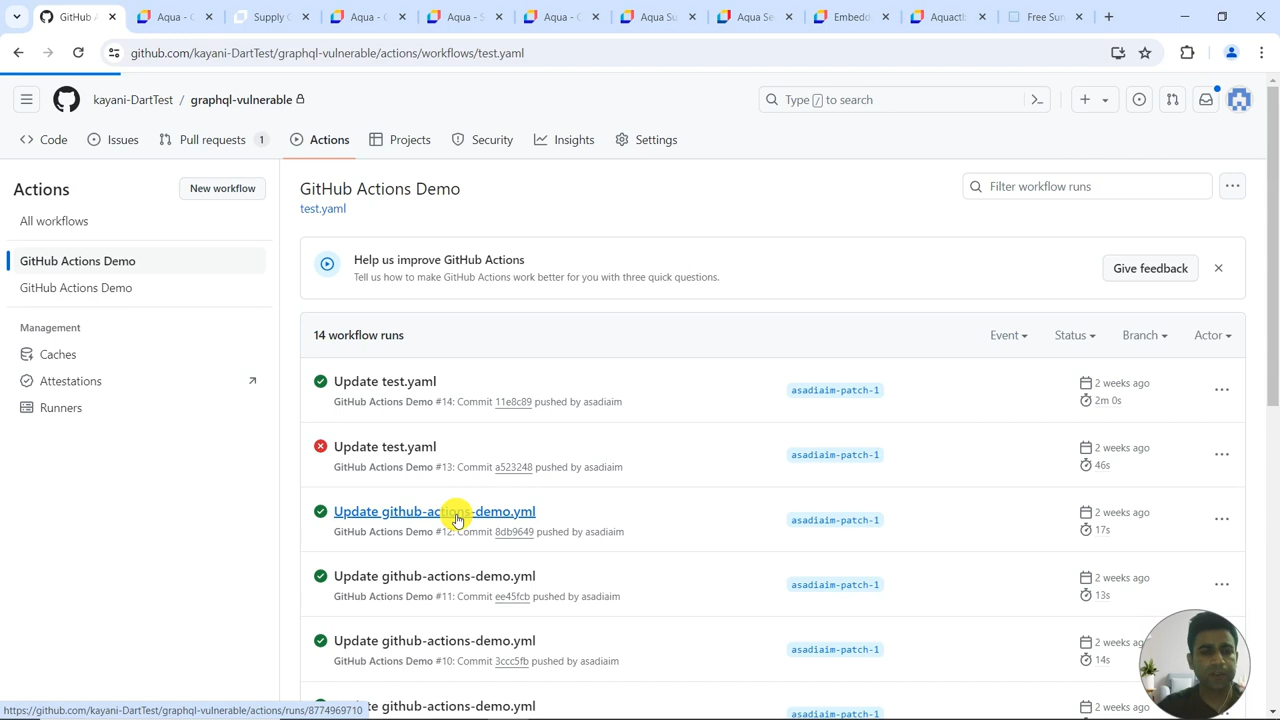 Aqua - C
Supply C
Aqua - C
Aqua -
Aqua - C
Aqua Su
Aqua Se
Embedd
Aquactl
Free Sun
github.com/kayani-DartTest/graphql-vulnerable/actions/workflows/test.yaml
kayani-DartTest / graphql-vulnerable
Type / to search
Code
Issues
Pull requests 1
Actions
Projects
Security
Insights
Settings
Actions
New workflow
All workflows
GitHub Actions Demo
GitHub Actions Demo
Management
Caches
Attestations
Runners
GitHub Actions Demo
test.yaml
Filter workflow runs
Help us improve GitHub Actions
Tell us how to make GitHub Actions work better for you with three quick questions.
Give feedback
14 workflow runs
Event
Status
Branch
Actor
Update test.yaml
GitHub Actions Demo #14: Commit 11e8c89 pushed by asadiaim
asadiaim-patch-1
2 weeks ago
2m 0s
Update test.yaml
GitHub Actions Demo #13: Commit a523248 pushed by asadiaim
asadiaim-patch-1
2 weeks ago
46s
Update github-actions-demo.yml
GitHub Actions Demo #12: Commit 8db9649 pushed by asadiaim
asadiaim-patch-1
2 weeks ago
17s
Update github-actions-demo.yml
GitHub Actions Demo #11: Commit ee45fcb pushed by asadiaim
asadiaim-patch-1
2 weeks ago
13s
Update github-actions-demo.yml
GitHub Actions Demo #10: Commit 3ccc5fb pushed by asadiaim
asadiaim-patch-1
2 weeks ag
14s
github-actions-demo.yml
asadiaim-patch-1
https://github.com/kayani-DartTest/graphql-vulnerable/actions/runs/8774969710